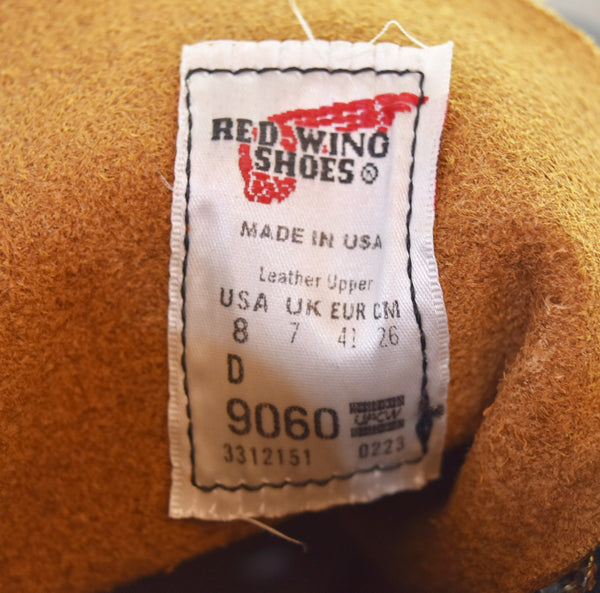 RED WING
SHOES ®
MADE IN USA
Leather Upper
USA UK EUR CM
8 7 41 26
D
9060 UFCW
3312151 0223